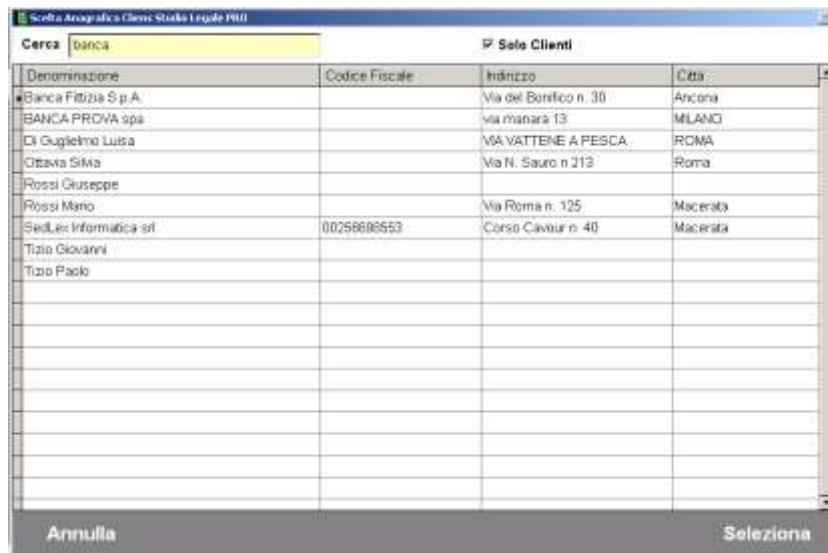 Scelta Anagrafica Cliens Studio Legale PRO
Cerca banca Solo Clienti
Denominazione Codice Fiscale Indirizzo Città
Banca Fittizia S.p.A. Via del Bonifico n. 30 Ancona
BANCA PROVA spa via manara 13 MILANO
Di Guglielmo Luisa VIA VATTENE A PESCA ROMA
Ottavia Silvia Via N. Sauro n 213 Roma
Rossi Giuseppe
Rossi Mario Via Roma n. 125 Macerata
SedLex Informatica srl 00258698553 Corso Cavour n. 40 Macerata
Tizio Giovanni
Tizio Paolo
Annulla Seleziona